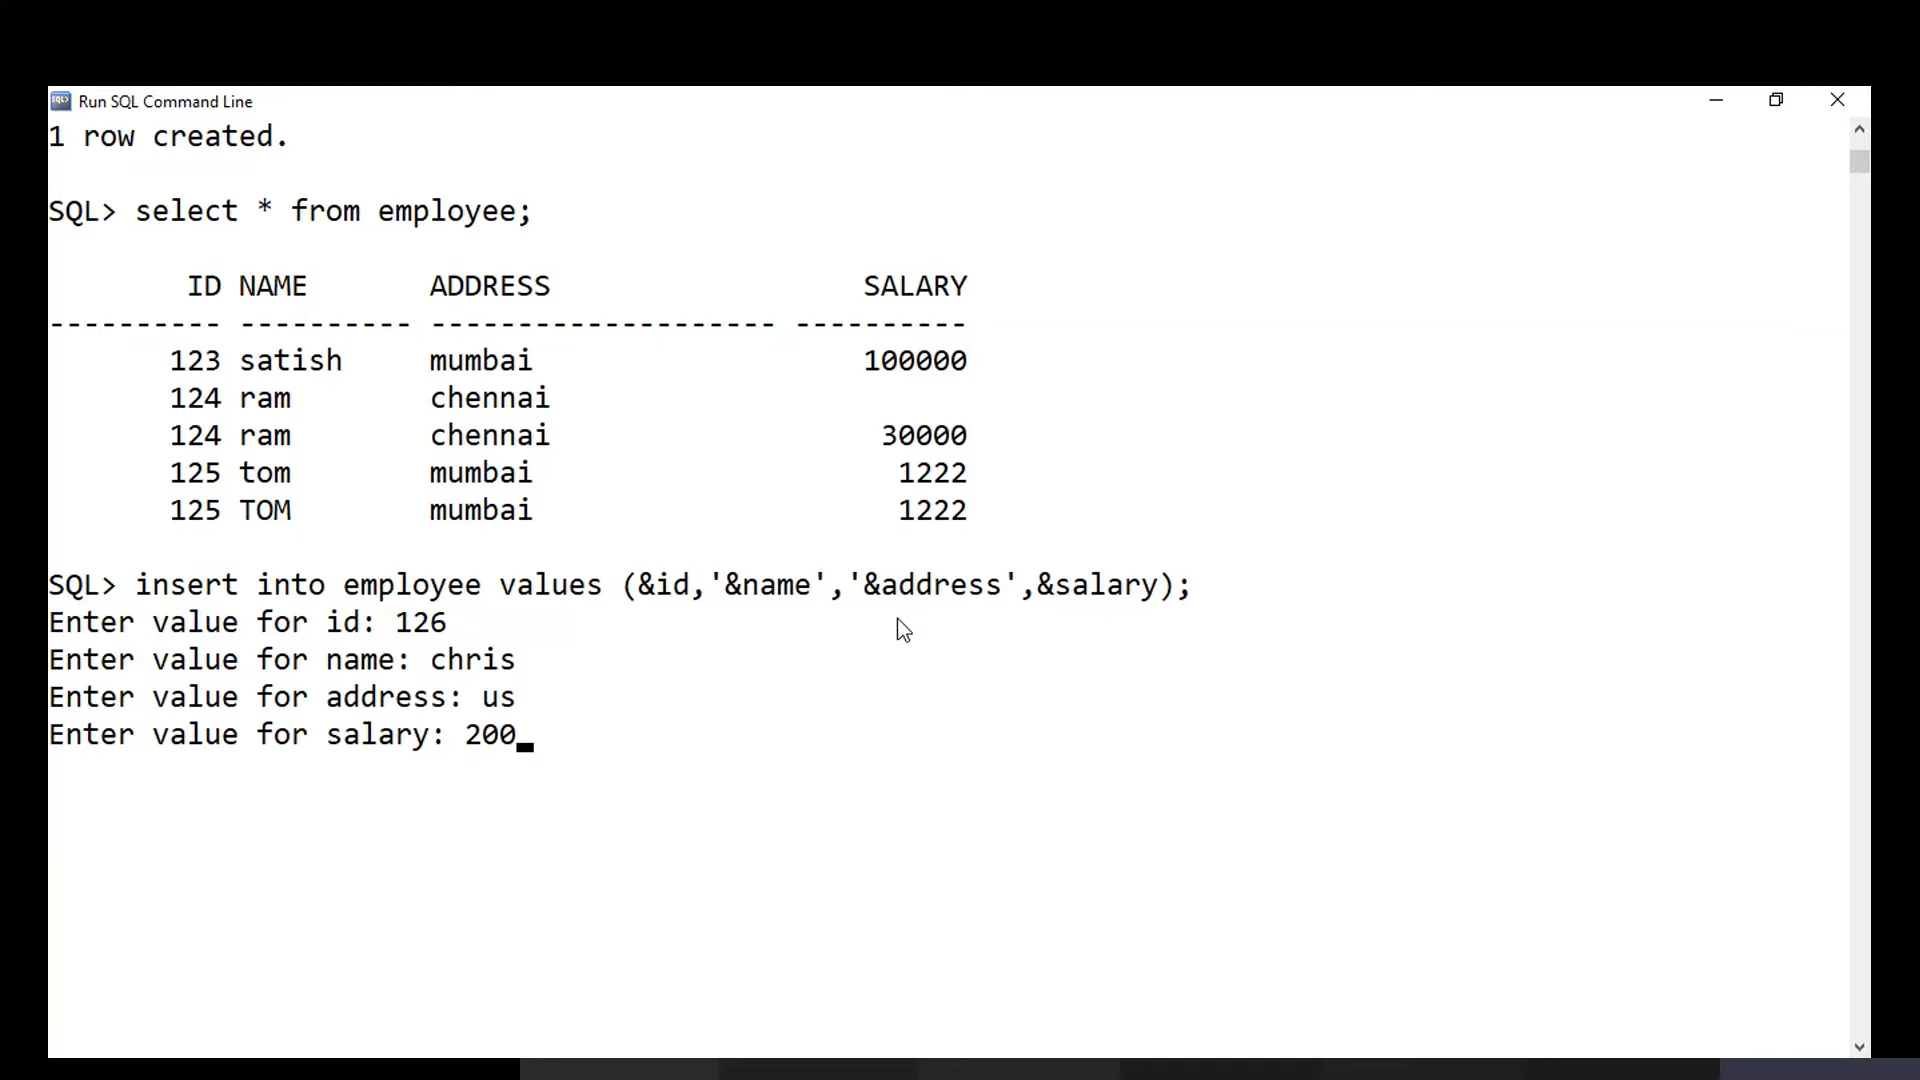 Run SQL Command Line
1 row created.
SQL> select * from employee;
ID NAME ADDRESS SALARY
---------- ---------- -------------------- ----------
123 satish mumbai 100000
124 ram chennai
124 ram chennai 30000
125 tom mumbai 1222
125 TOM mumbai 1222
SQL> insert into employee values (&id,'&name','&address',&salary);
Enter value for id: 126
Enter value for name: chris
Enter value for address: us
Enter value for salary: 200